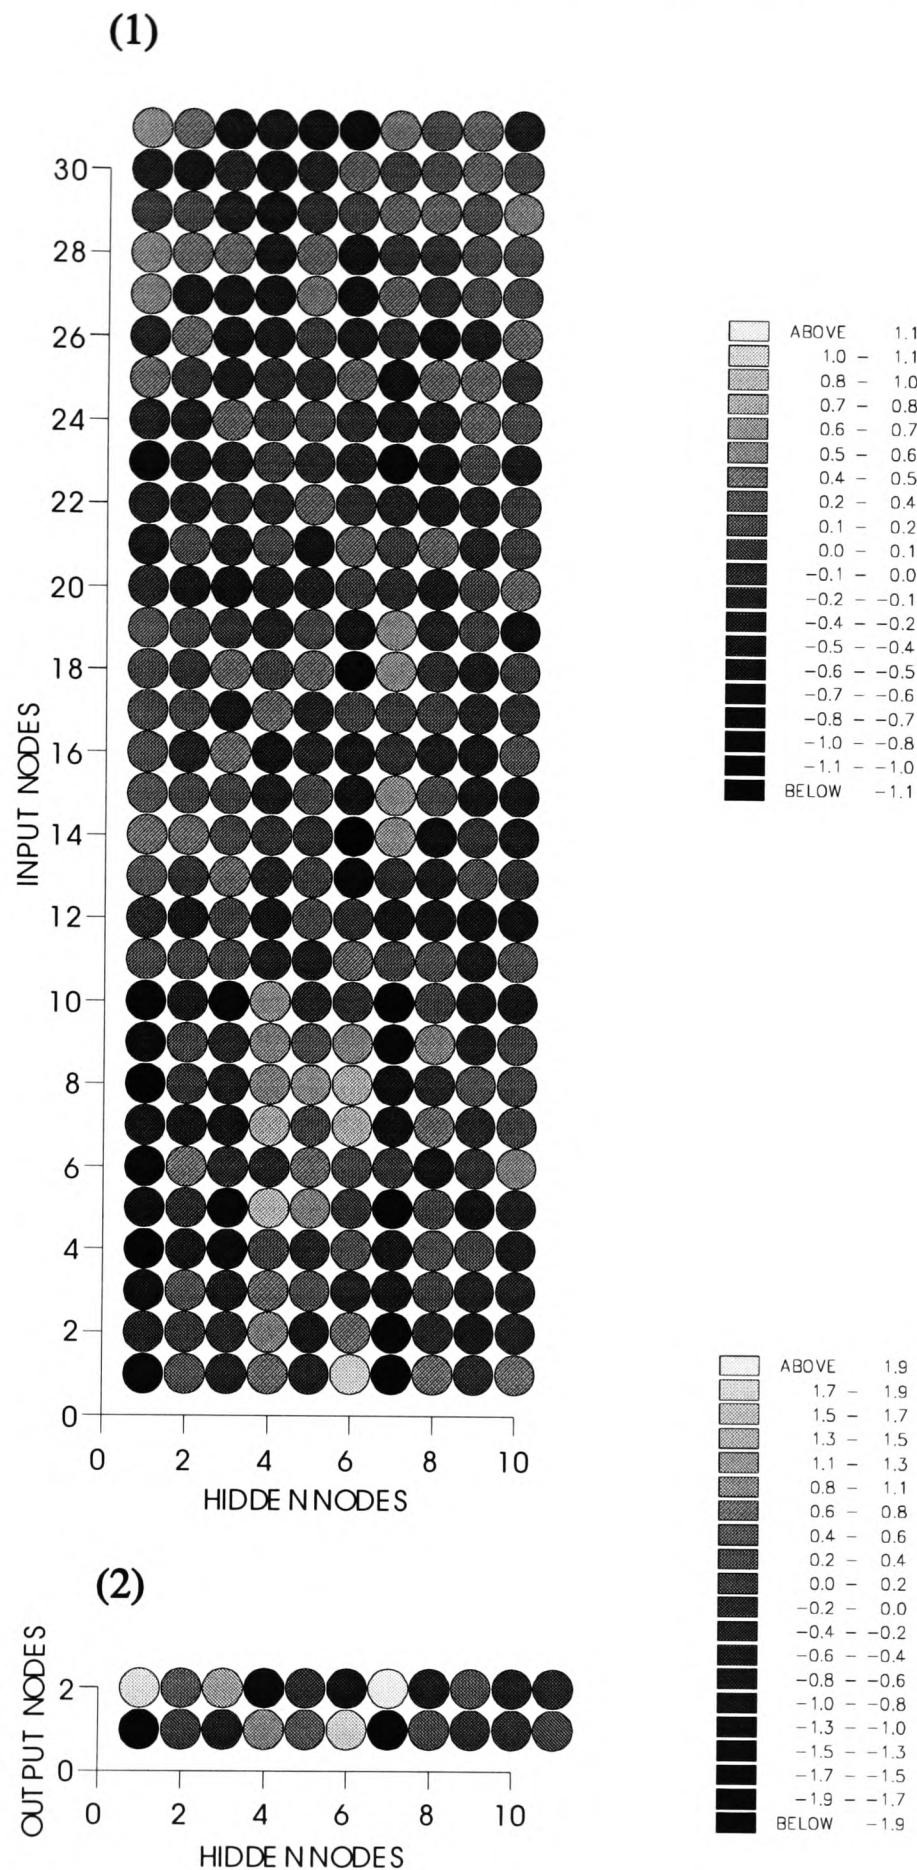 (1)
30
28
26
24
22
20
18
16
14
12
10
8
6
4
2
0
INPUT NODES
0 2 4 6 8 10
HIDDEN NODES
ABOVE 1.1
1.0 – 1.1
0.8 – 1.0
0.7 – 0.8
0.6 – 0.7
0.5 – 0.6
0.4 – 0.5
0.2 – 0.4
0.1 – 0.2
0.0 – 0.1
–0.1 – 0.0
–0.2 – –0.1
–0.4 – –0.2
–0.5 – –0.4
–0.6 – –0.5
–0.7 – –0.6
–0.8 – –0.7
–1.0 – –0.8
–1.1 – –1.0
BELOW –1.1
(2)
2
0
OUTPUT NODES
0 2 4 6 8 10
HIDDEN NODES
ABOVE 1.9
1.7 – 1.9
1.5 – 1.7
1.3 – 1.5
1.1 – 1.3
0.8 – 1.1
0.6 – 0.8
0.4 – 0.6
0.2 – 0.4
0.0 – 0.2
–0.2 – 0.0
–0.4 – –0.2
–0.6 – –0.4
–0.8 – –0.6
–1.0 – –0.8
–1.3 – –1.0
–1.5 – –1.3
–1.7 – –1.5
–1.9 – –1.7
BELOW –1.9